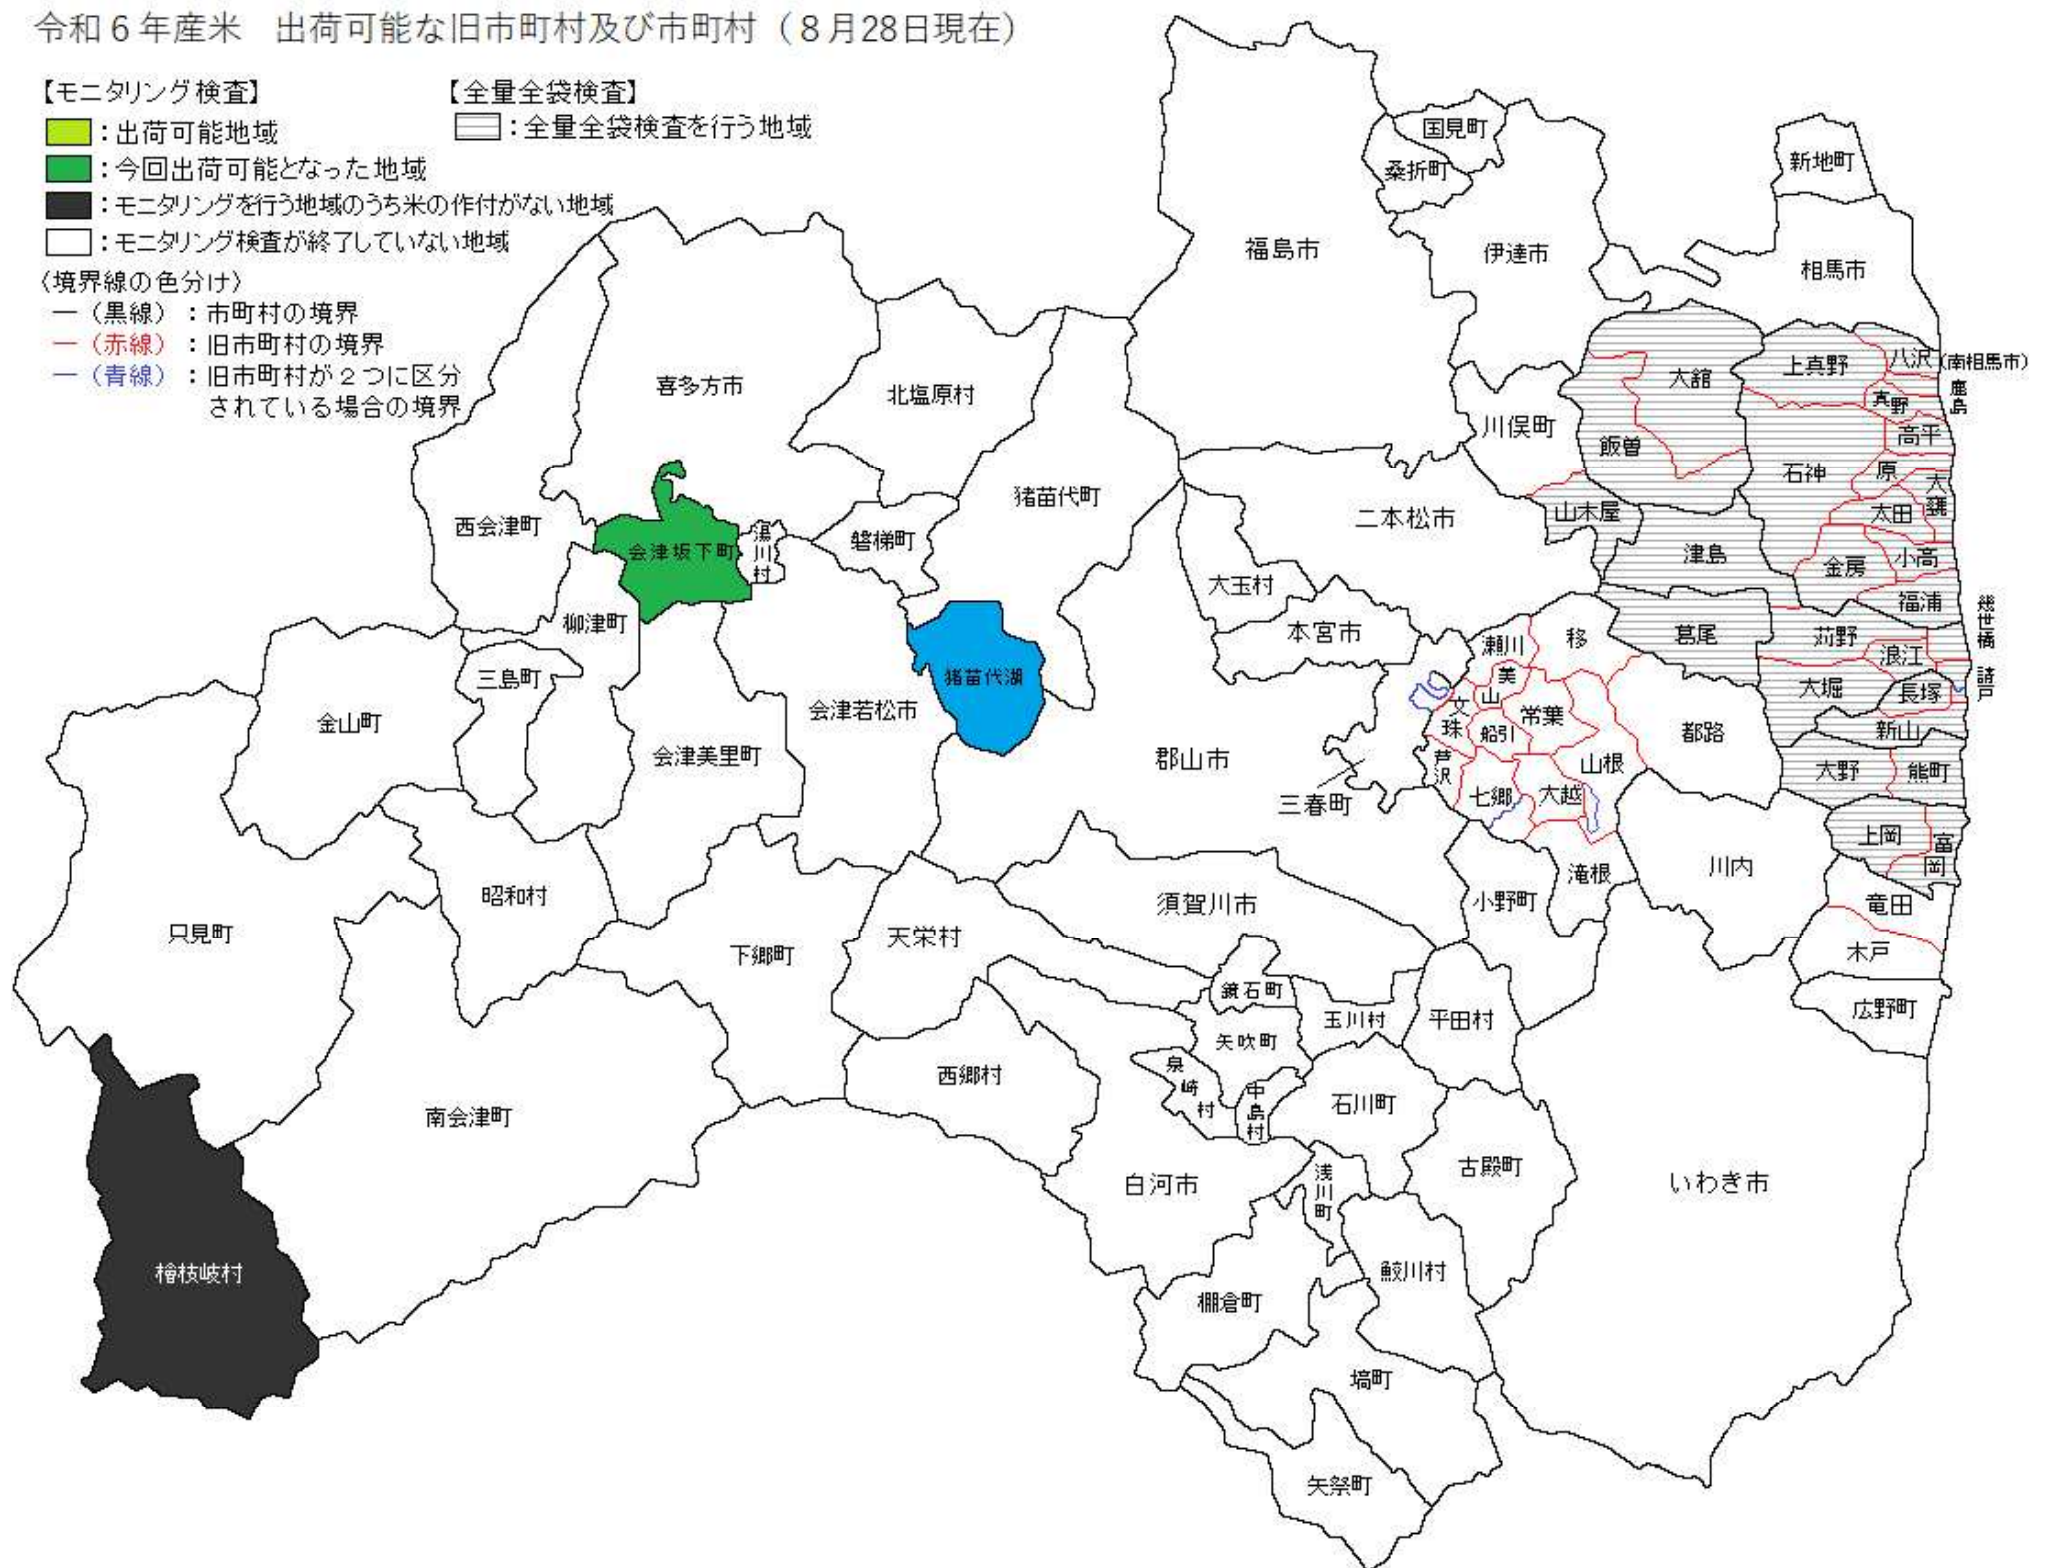 令和６年産米　出荷可能な旧市町村及び市町村（８月28日現在）
【モニタリング検査】
：出荷可能地域
：今回出荷可能となった地域
：モニタリングを行う地域のうち米の作付がない地域
：モニタリング検査が終了していない地域
【全量全袋検査】
：全量全袋検査を行う地域
〈境界線の色分け〉
ー（黒線）：市町村の境界
ー（赤線）：旧市町村の境界
ー（青線）：旧市町村が２つに区分
されている場合の境界
国見町
桑折町
新地町
福島市
伊達市
相馬市
喜多方市
北塩原村
大舘
上真野
八沢
(南相馬市)
鹿島
真野
川俣町
飯曽
高平
石神
原
大甕
猪苗代町
西会津町
会津坂下町
湯川村
磐梯町
二本松市
山木屋
太田
津島
金房
小高
大玉村
福浦
幾世橋
柳津町
本宮市
瀬川
移
葛尾
苅野
浪江
請戸
三島町
猪苗代湖
美山
大堀
長塚
金山町
会津若松市
文珠
常葉
船引
都路
新山
会津美里町
郡山市
芦沢
山根
大野
熊町
三春町
七郷
大越
上岡
富岡
昭和村
須賀川市
小野町
滝根
川内
竜田
只見町
下郷町
天栄村
木戸
鏡石町
玉川村
平田村
広野町
矢吹町
西郷村
泉崎村
中島村
石川町
南会津町
古殿町
白河市
浅川町
いわき市
檜枝岐村
鮫川村
棚倉町
塙町
矢祭町